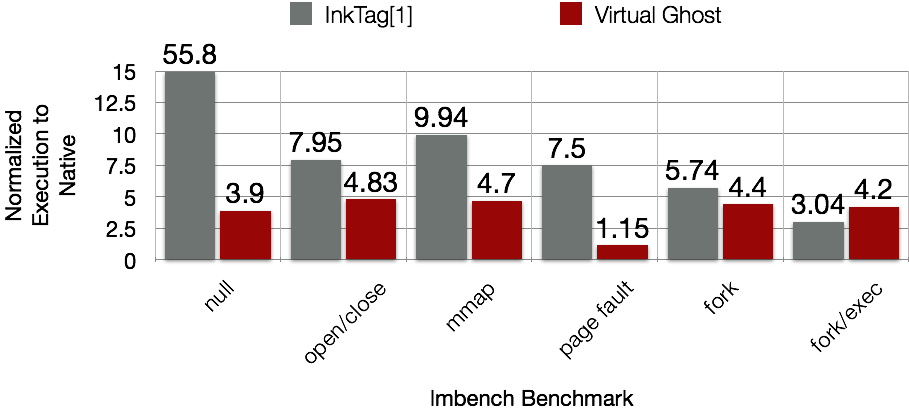 InkTag[1] Virtual Ghost
55.8
15
12.5
10
7.5
5
2.5
0
Normalized
Execution to
Native
3.9
7.95
4.83
9.94
4.7
7.5
1.15
5.74
4.4
3.04
4.2
null
open/close
mmap
page fault
fork
fork/exec
lmbench Benchmark